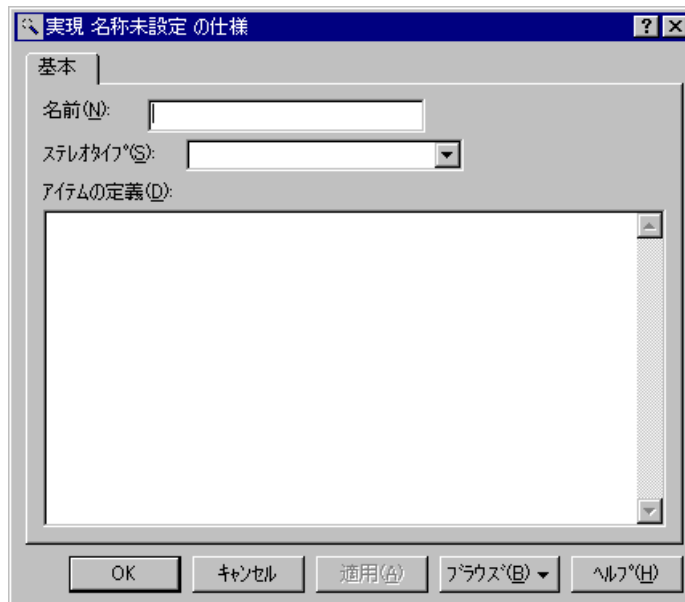 実現 名称未設定 の仕様
基本
名前(N):
ｽﾃﾚｵﾀｲﾌﾟ(S):
ｱｲﾃﾑの定義(D):
OK ｷｬﾝｾﾙ 適用(A) ﾌﾞﾗｳｽﾞ(B) ﾍﾙﾌﾟ(H)